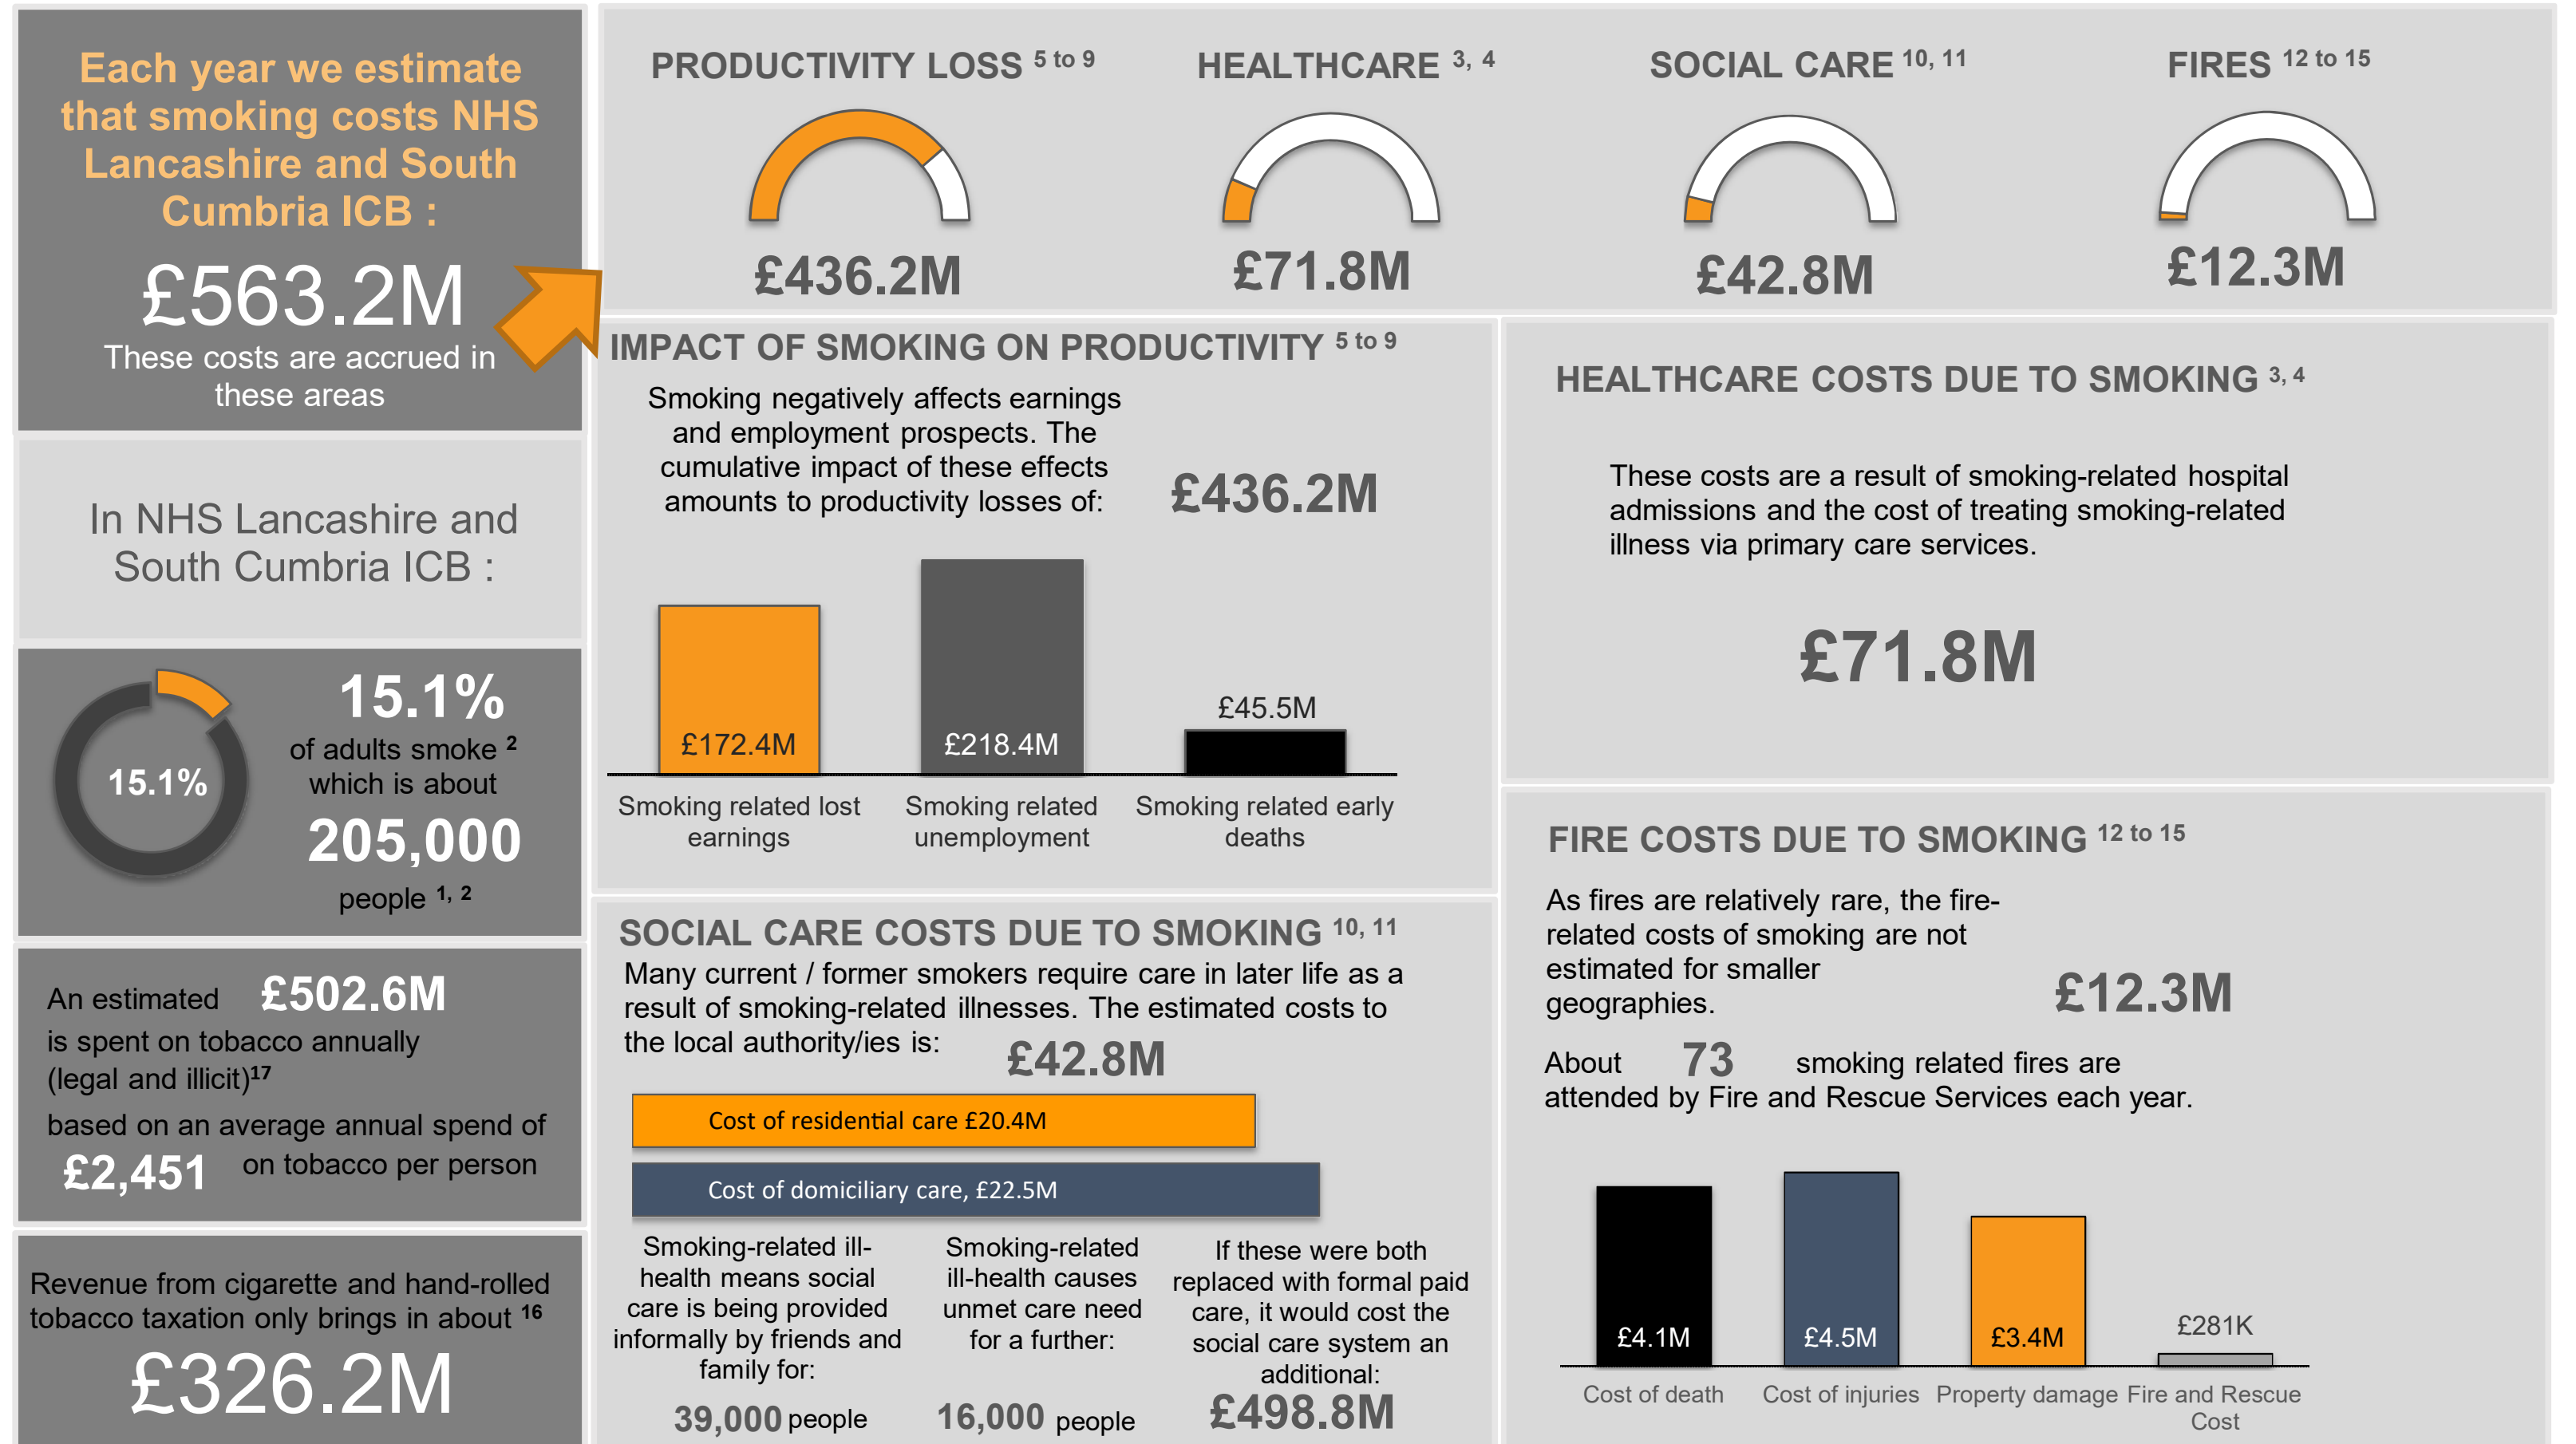 Each year we estimate
that smoking costs NHS
Lancashire and South
Cumbria ICB :
£563.2M
These costs are accrued in
these areas
PRODUCTIVITY LOSS 5 to 9
£436.2M
HEALTHCARE 3, 4
£71.8M
SOCIAL CARE 10, 11
£42.8M
FIRES 12 to 15
£12.3M
In NHS Lancashire and
South Cumbria ICB :
15.1%
15.1%
of adults smoke 2
which is about
205,000
people 1, 2
An estimated £502.6M
is spent on tobacco annually
(legal and illicit)17
based on an average annual spend of
£2,451 on tobacco per person
Revenue from cigarette and hand-rolled
tobacco taxation only brings in about 16
£326.2M
IMPACT OF SMOKING ON PRODUCTIVITY 5 to 9
Smoking negatively affects earnings
and employment prospects. The
cumulative impact of these effects
amounts to productivity losses of:
£436.2M
£172.4M
£218.4M
£45.5M
Smoking related lost
earnings
Smoking related
unemployment
Smoking related early
deaths
SOCIAL CARE COSTS DUE TO SMOKING 10, 11
Many current / former smokers require care in later life as a
result of smoking-related illnesses. The estimated costs to
the local authority/ies is:
£42.8M
Cost of residential care £20.4M
Cost of domiciliary care, £22.5M
Smoking-related ill-
health means social
care is being provided
informally by friends and
family for:
39,000 people
Smoking-related
ill-health causes
unmet care need
for a further:
16,000 people
If these were both
replaced with formal paid
care, it would cost the
social care system an
additional:
£498.8M
HEALTHCARE COSTS DUE TO SMOKING 3, 4
These costs are a result of smoking-related hospital
admissions and the cost of treating smoking-related
illness via primary care services.
£71.8M
FIRE COSTS DUE TO SMOKING 12 to 15
As fires are relatively rare, the fire-
related costs of smoking are not
estimated for smaller
geographies.
£12.3M
About 73 smoking related fires are
attended by Fire and Rescue Services each year.
£4.1M
£4.5M
£3.4M
£281K
Cost of death
Cost of injuries
Property damage
Fire and Rescue
Cost